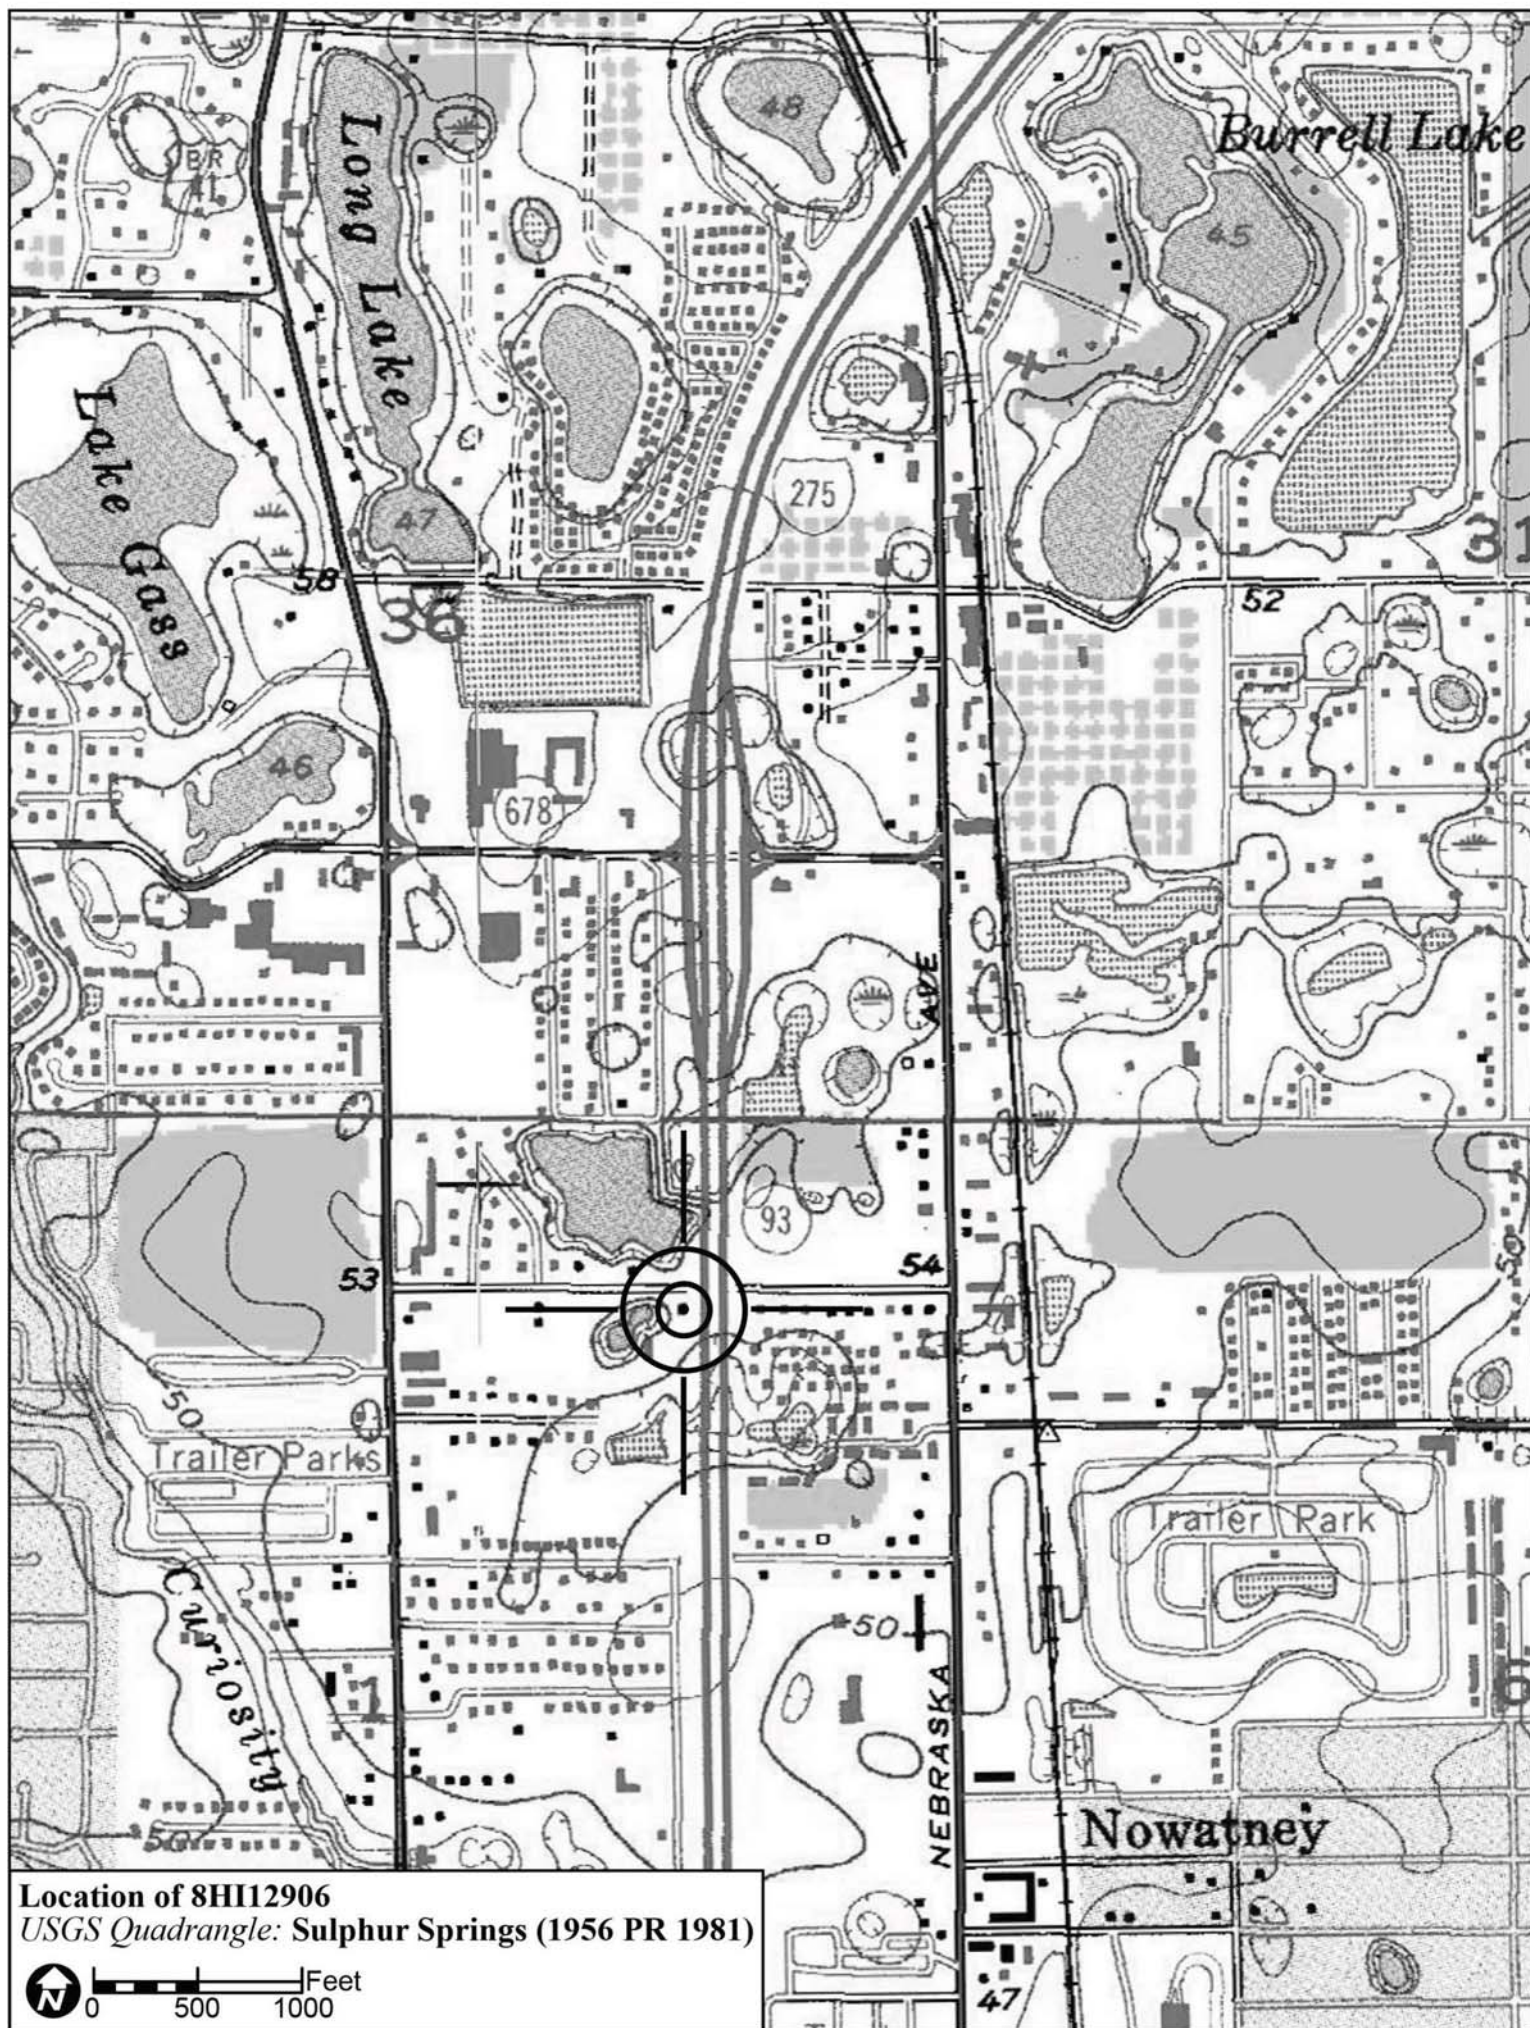 48
Burrell Lake
BR
41
Long Lake
45
275
Lake Gass
47
58
36
31
52
46
678
AVE
93
53
54
50
50
Trailer Parks
Trailer Park
Curiosity
50
1
6
NEBRASKA
Nowatney
50
47
Location of 8HI12906
USGS Quadrangle: Sulphur Springs (1956 PR 1981)
N
Feet
0 500 1000